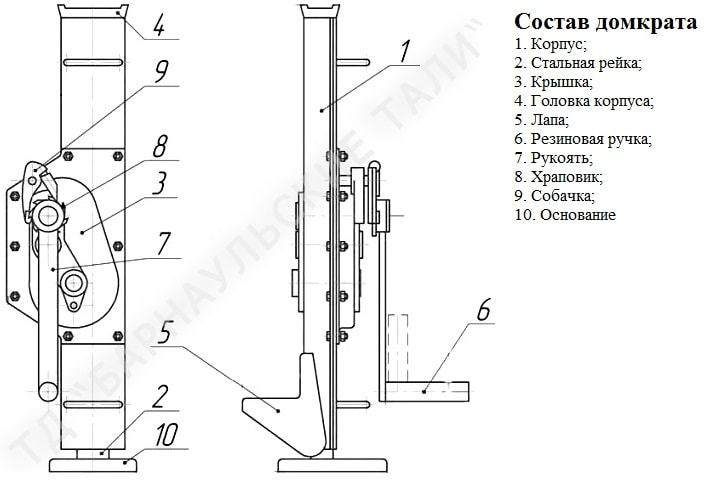 Состав домкрата
1. Корпус;
2. Стальная рейка;
3. Крышка;
4. Головка корпуса;
5. Лапа;
6. Резиновая ручка;
7. Рукоять;
8. Храповик;
9. Собачка;
10. Основание
4
9
8
3
7
2
10
1
5
6
ТД "БАРНАУЛЬСКИЕ ТАЛИ"